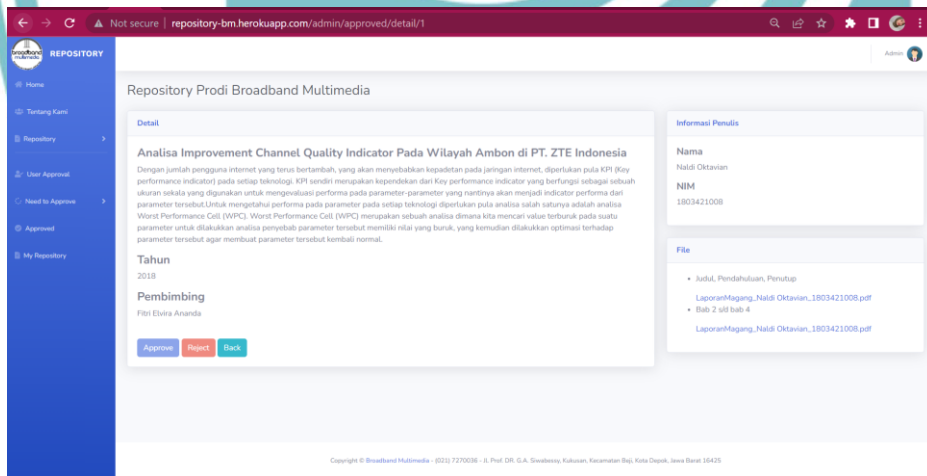 Not secure | repository-bm.herokuapp.com/admin/approved/detail/1
broadband
multimedia
REPOSITORY
Admin
Home
Tentang Kami
Repository
User Approval
Need to Approve
Approved
My Repository
Repository Prodi Broadband Multimedia
Detail
Analisa Improvement Channel Quality Indicator Pada Wilayah Ambon di PT. ZTE Indonesia
Dengan jumlah pengguna internet yang terus bertambah, yang akan menyebabkan kepadatan pada jaringan internet, diperlukan pula KPI (Key
performance indicator) pada setiap teknologi. KPI sendiri merupakan kependekan dari Key performance indicator yang berfungsi sebagai sebuah
ukuran sekala yang digunakan untuk mengevaluasi performa pada parameter-parameter yang nantinya akan menjadi indicator performa dari
parameter tersebut.Untuk mengetahui performa pada parameter pada setiap teknologi diperlukan pula analisa salah satunya adalah analisa
Worst Performance Cell (WPC). Worst Performance Cell (WPC) merupakan sebuah analisa dimana kita mencari value terburuk pada suatu
parameter untuk dilakukkan analisa penyebab parameter tersebut memiliki nilai yang buruk, yang kemudian dilakukkan optimasi terhadap
parameter tersebut agar membuat parameter tersebut kembali normal.
Tahun
2018
Pembimbing
Fitri Elvira Ananda
Approve
Reject
Back
Informasi Penulis
Nama
Naldi Oktavian
NIM
1803421008
File
Judul, Pendahuluan, Penutup
LaporanMagang_Naldi Oktavian_1803421008.pdf
Bab 2 s/d bab 4
LaporanMagang_Naldi Oktavian_1803421008.pdf
Copyright © Broadband Multimedia - (021) 7270036 - Jl. Prof. DR. G.A. Siwabessy, Kukusan, Kecamatan Beji, Kota Depok, Jawa Barat 16425